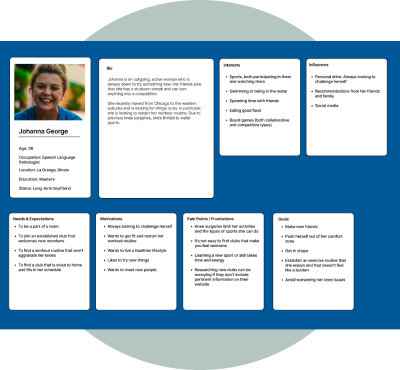 Johanna George
Age: 38
Occupation: Speech Language
Pathologist
Location: La Grange, Illinois
Education: Masters
Status: Long-term boyfriend
Bio
Johanna is an outgoing, active woman who is
always down to try something new. Her friends joke
that she has a stubborn streak and can turn
anything into a competition.
She recently moved from Chicago to the western
suburbs and is looking for things to do. In particular,
she is looking to restart her workout routine. Due to
previous knee surgeries, she's limited to water
sports.
Interests
• Sports, both participating in them
and watching them
• Swimming or being in the water
• Spending time with friends
• Eating good food
• Board games (both collaborative
and competitive types)
Influences
• Personal drive. Always looking to
challenge herself
• Recommendations from her friends
and family
• Social media
Needs & Expectations
• To be a part of a team
• To join an established club that
welcomes new members
• To find a workout routine that won't
aggravate her knees
• To find a club that is close to home
and fits in her schedule
Motivations
• Always looking to challenge herself
• Wants to get fit and restart her
workout routine
• Wants to live a healthier lifestyle
• Likes to try new things
• Wants to meet new people
Pain Points / Frustrations
• Knee surgeries limit her activities
and the types of sports she can do
• It's not easy to find clubs that make
you feel welcome
• Learning a new sport or skill takes
time and energy
• Researching new clubs can be
annoying if they don't include
pertinent information on their
website
Goals
• Make new friends
• Push herself out of her comfort
zone
• Get in shape
• Establish an exercise routine that
she enjoys and that doesn't feel
like a burden
• Avoid worsening her knee issues